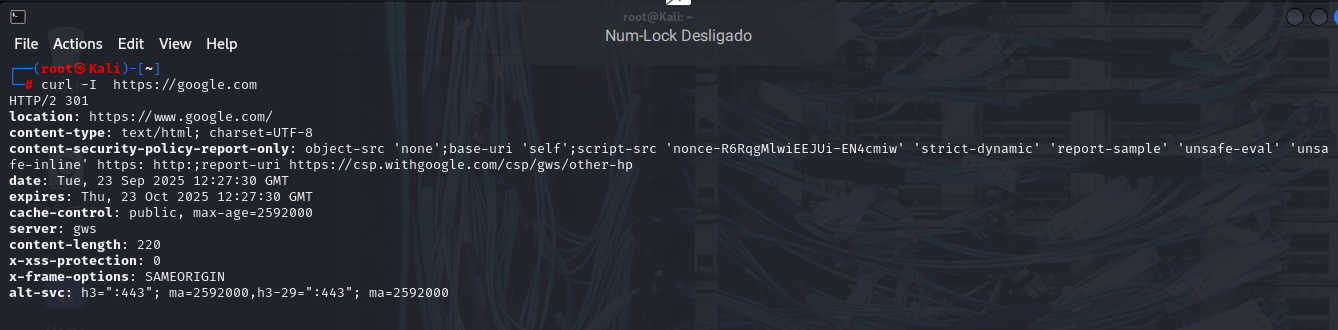 root@Kali: ~
Num-Lock Desligado
File Actions Edit View Help
┌──(root㉿Kali)-[~]
└─# curl -I  https://google.com
HTTP/2 301
location: https://www.google.com/
content-type: text/html; charset=UTF-8
content-security-policy-report-only: object-src 'none';base-uri 'self';script-src 'nonce-R6RqgMlwiEEJUi-EN4cmiw' 'strict-dynamic' 'report-sample' 'unsafe-eval' 'unsa
fe-inline' https: http:;report-uri https://csp.withgoogle.com/csp/gws/other-hp
date: Tue, 23 Sep 2025 12:27:30 GMT
expires: Thu, 23 Oct 2025 12:27:30 GMT
cache-control: public, max-age=2592000
server: gws
content-length: 220
x-xss-protection: 0
x-frame-options: SAMEORIGIN
alt-svc: h3=":443"; ma=2592000,h3-29=":443"; ma=2592000